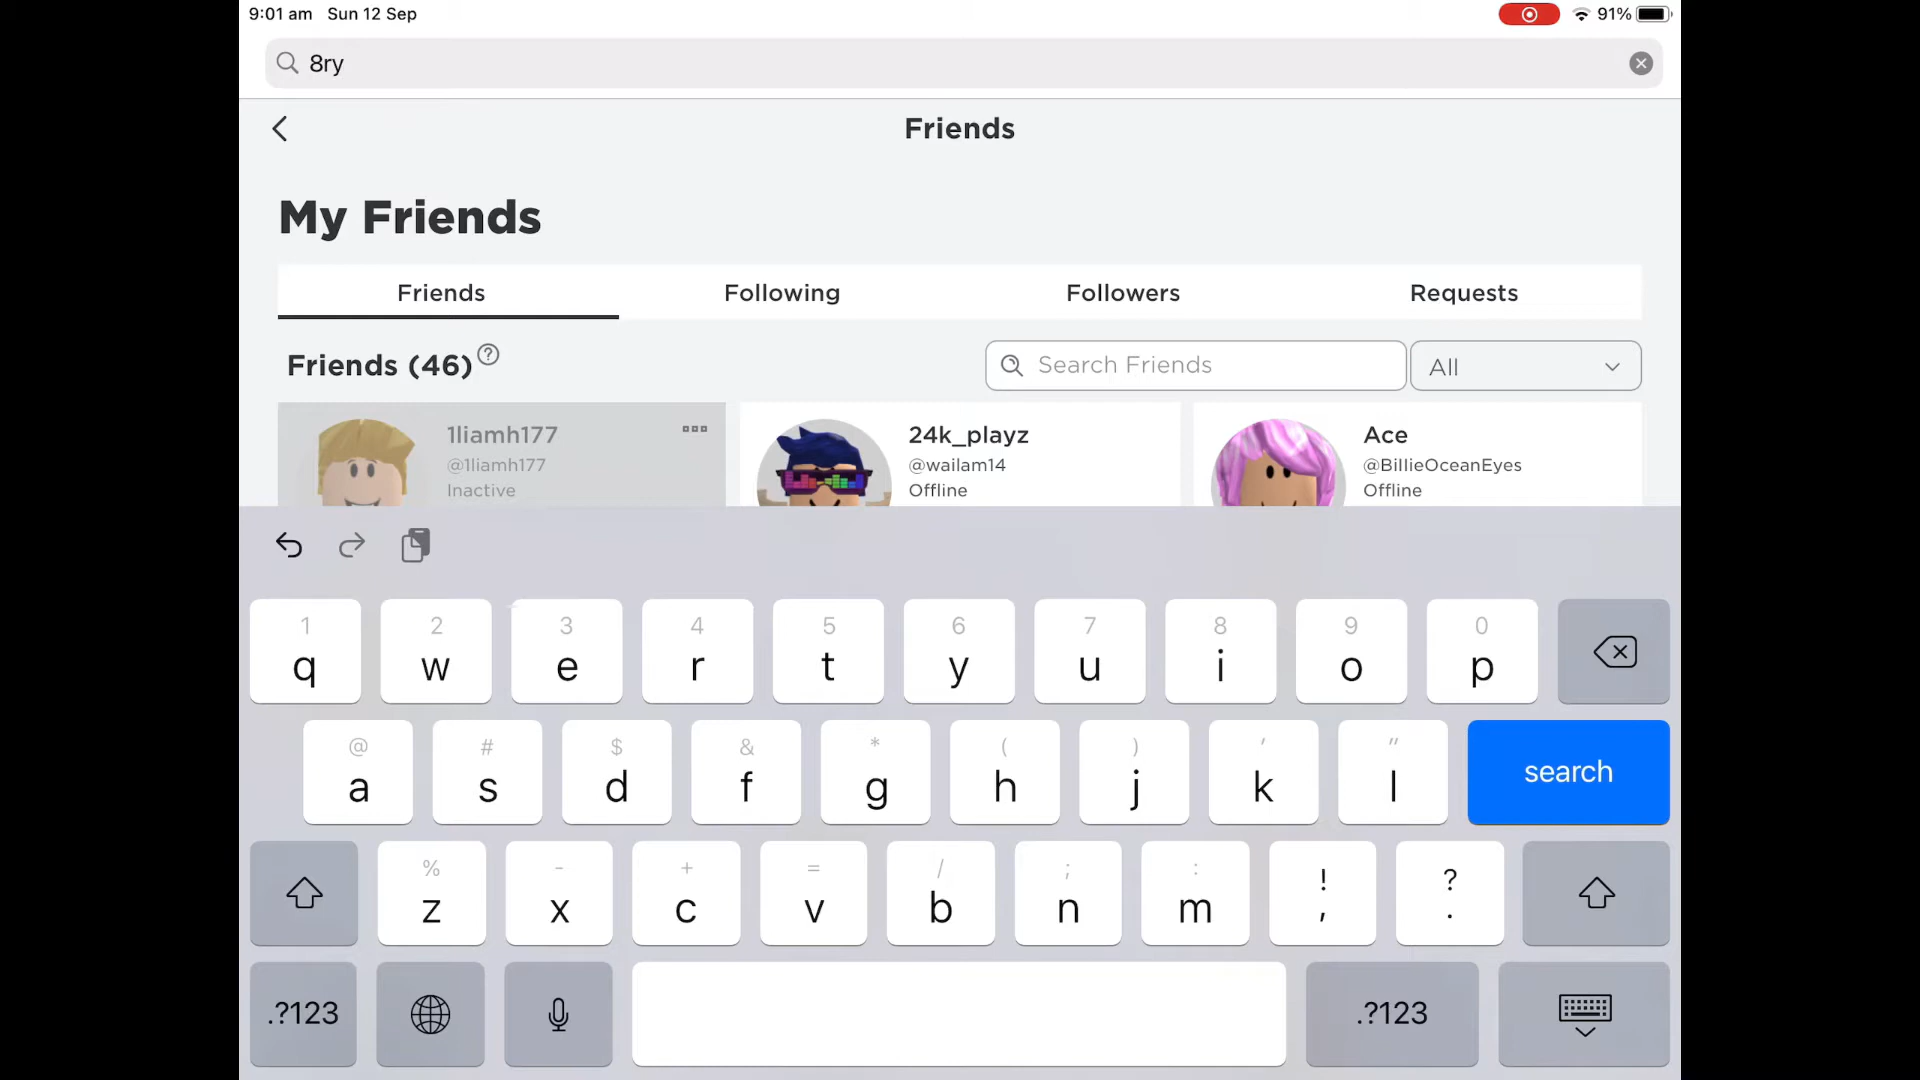 9:01 am Sun 12 Sep 91%
8ry
Friends
My Friends
Friends Following Followers Requests
Friends (46) ? Search Friends All
1liamh177 24k_playz Ace
@1liamh177 @wailam14 @BillieOceanEyes
Inactive Offline Offline
1 2 3 4 5 6 7 8 9 0
q w e r t y u i o p
@ # $ & * ( ) ' "
a s d f g h j k l search
% - + = / ; : ! ?
z x c v b n m , .
.?123 .?123